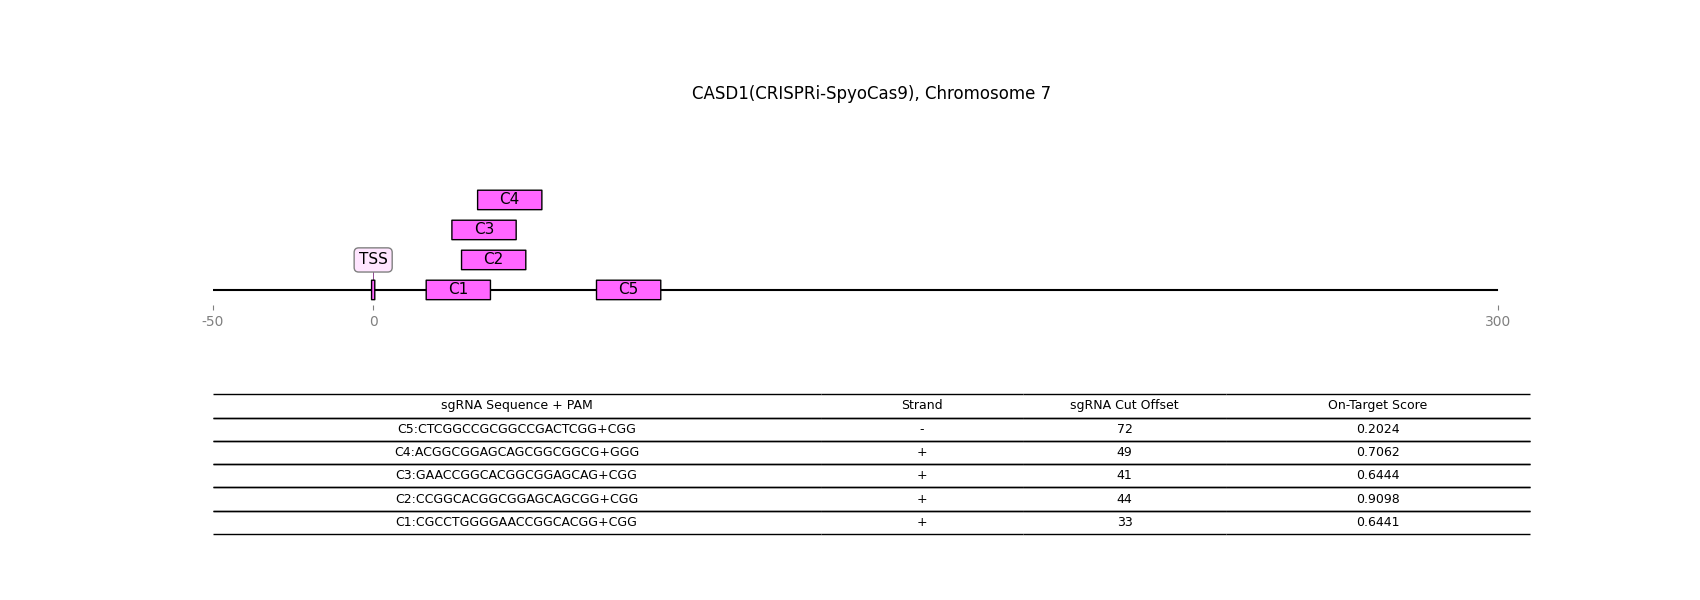 CASD1(CRISPRi-SpyoCas9), Chromosome 7
C4
C3
TSS C2
C1 C5
-50 0 300
sgRNA Sequence + PAM Strand sgRNA Cut Offset On-Target Score
C5:CTCGGCCGCGGCCGACTCGG+CGG - 72 0.2024
C4:ACGGCGGAGCAGCGGCGGCG+GGG + 49 0.7062
C3:GAACCGGCACGGCGGAGCAG+CGG + 41 0.6444
C2:CCGGCACGGCGGAGCAGCGG+CGG + 44 0.9098
C1:CGCCTGGGGAACCGGCACGG+CGG + 33 0.6441